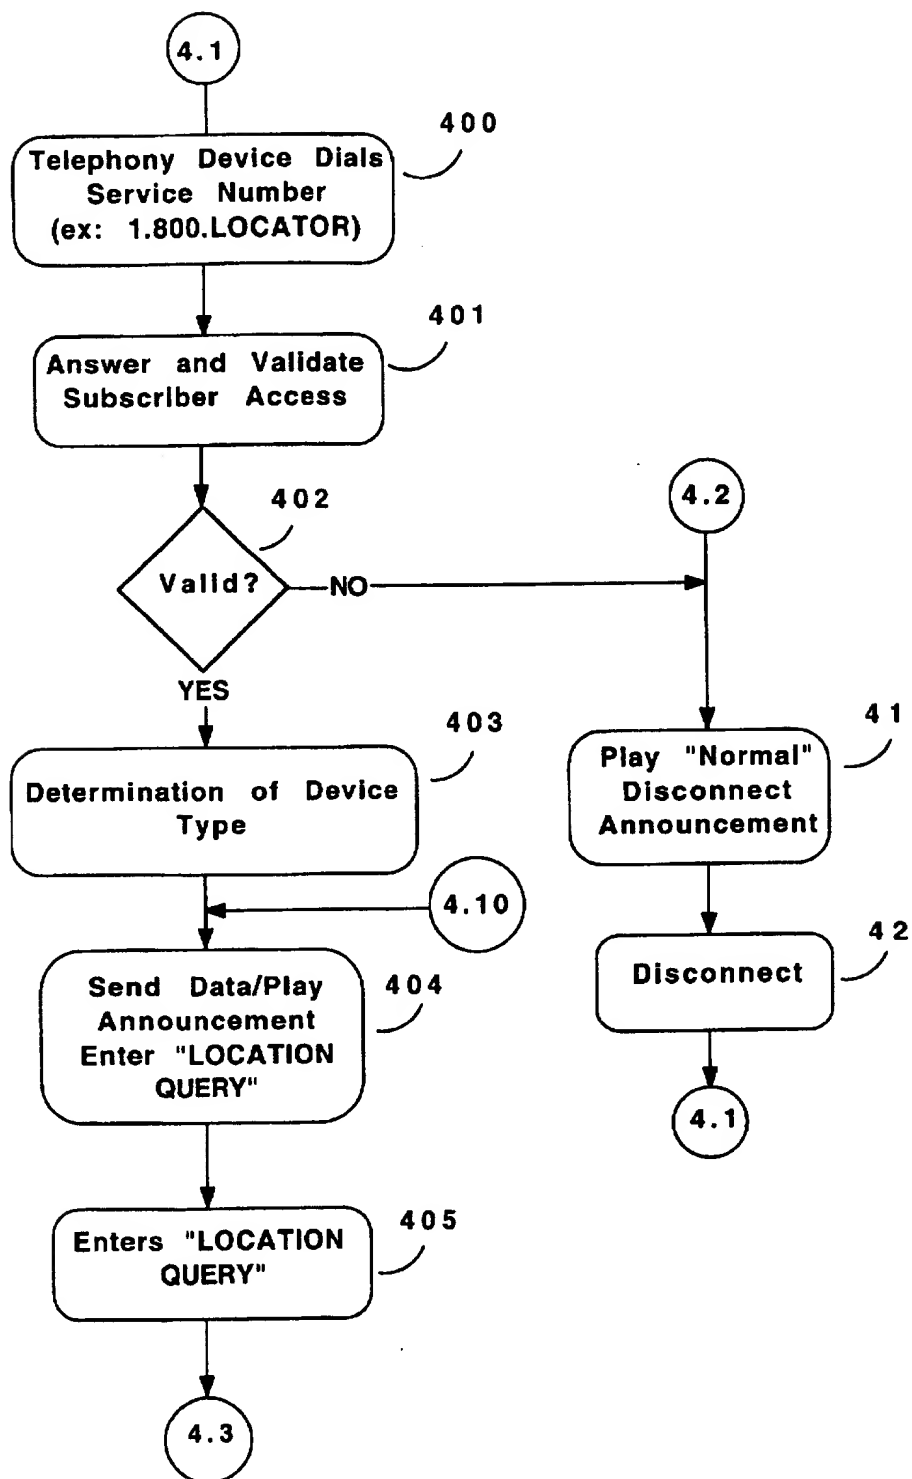 4.1
400
Telephony Device Dials
Service Number
(ex: 1.800.LOCATOR)
401
Answer and Validate
Subscriber Access
402
Valid?
NO
4.2
YES
403
Determination of Device
Type
41
Play "Normal"
Disconnect
Announcement
4.10
404
Send Data/Play
Announcement
Enter "LOCATION
QUERY"
42
Disconnect
4.1
405
Enters "LOCATION
QUERY"
4.3